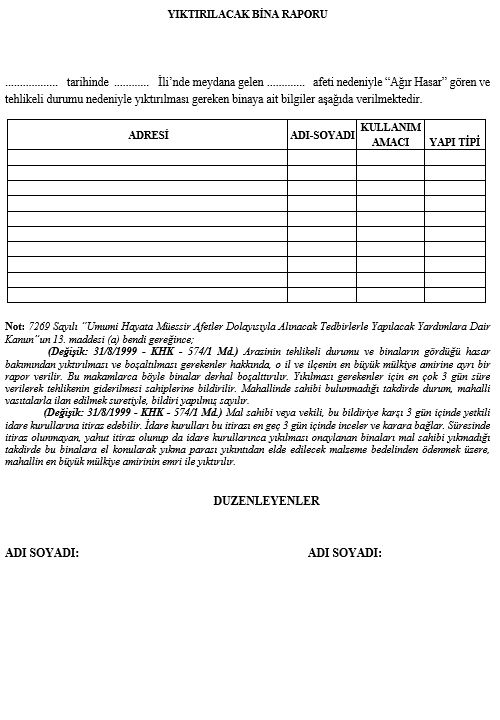 YIKTIRILACAK BİNA RAPORU
.................. tarihinde ............ İli’nde meydana gelen ............. afeti nedeniyle “Ağır Hasar” gören ve
tehlikeli durumu nedeniyle yıktırılması gereken binaya ait bilgiler aşağıda verilmektedir.
ADRESİ ADI-SOYADI KULLANIM AMACI YAPI TİPİ
Not: 7269 Sayılı “Umumi Hayata Müessir Afetler Dolayısıyla Alınacak Tedbirlerle Yapılacak Yardımlara Dair
Kanun”un 13. maddesi (a) bendi gereğince;
(Değişik: 31/8/1999 - KHK - 574/1 Md.) Arazinin tehlikeli durumu ve binaların gördüğü hasar
bakımından yıktırılması ve boşaltılması gerekenler hakkında, o il ve ilçenin en büyük mülkiye amirine ayrı bir
rapor verilir. Bu makamlarca böyle binalar derhal boşalttırılır. Yıkılması gerekenler için en çok 3 gün süre
verilerek tehlikenin giderilmesi sahiplerine bildirilir. Mahallinde sahibi bulunmadığı takdirde durum, mahalli
vasıtalarla ilan edilmek suretiyle, bildiri yapılmış sayılır.
(Değişik: 31/8/1999 - KHK - 574/1 Md.) Mal sahibi veya vekili, bu bildiriye karşı 3 gün içinde yetkili
idare kurullarına itiraz edebilir. İdare kurulları bu itirazı en geç 3 gün içinde inceler ve karara bağlar. Süresinde
itiraz olunmayan, yahut itiraz olunup da idare kurullarınca yıkılması onaylanan binaları mal sahibi yıkmadığı
takdirde bu binalara el konularak yıkma parası yıkıntıdan elde edilecek malzeme bedelinden ödenmek üzere,
mahallin en büyük mülkiye amirinin emri ile yıktırılır.
DUZENLEYENLER
ADI SOYADI: ADI SOYADI: